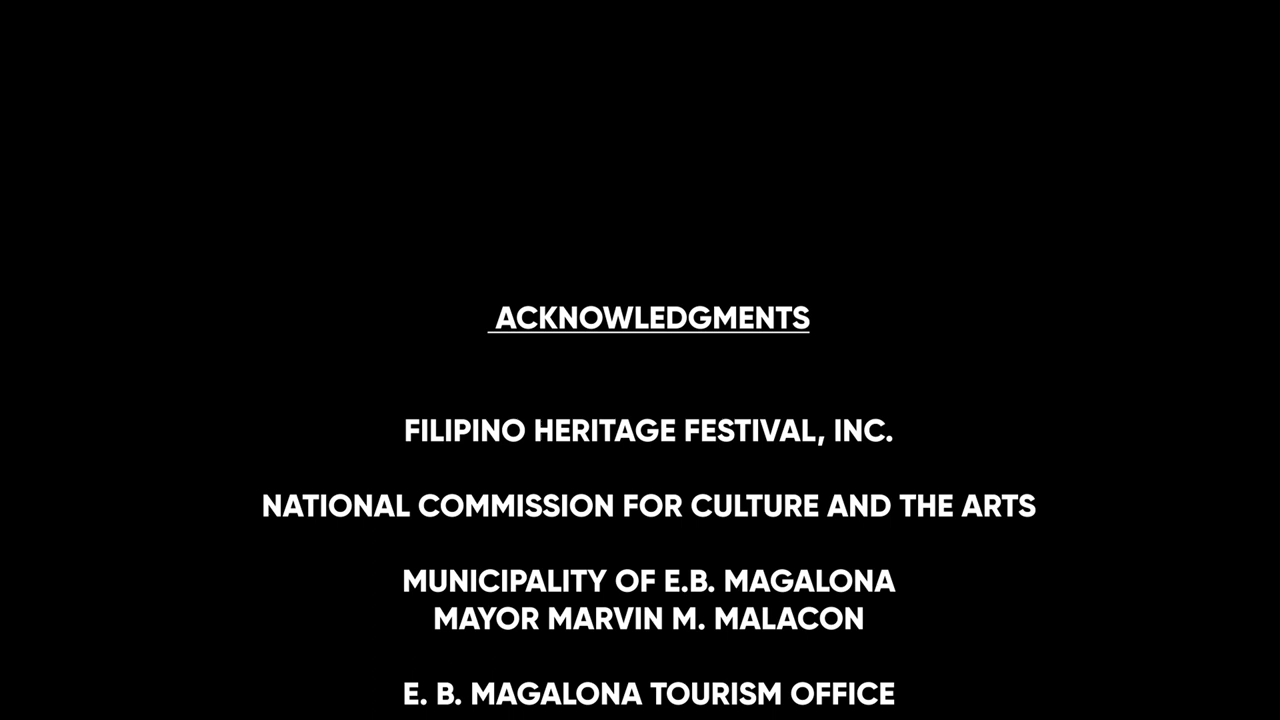 ACKNOWLEDGMENTS
FILIPINO HERITAGE FESTIVAL, INC.
NATIONAL COMMISSION FOR CULTURE AND THE ARTS
MUNICIPALITY OF E.B. MAGALONA
MAYOR MARVIN M. MALACON
E. B. MAGALONA TOURISM OFFICE